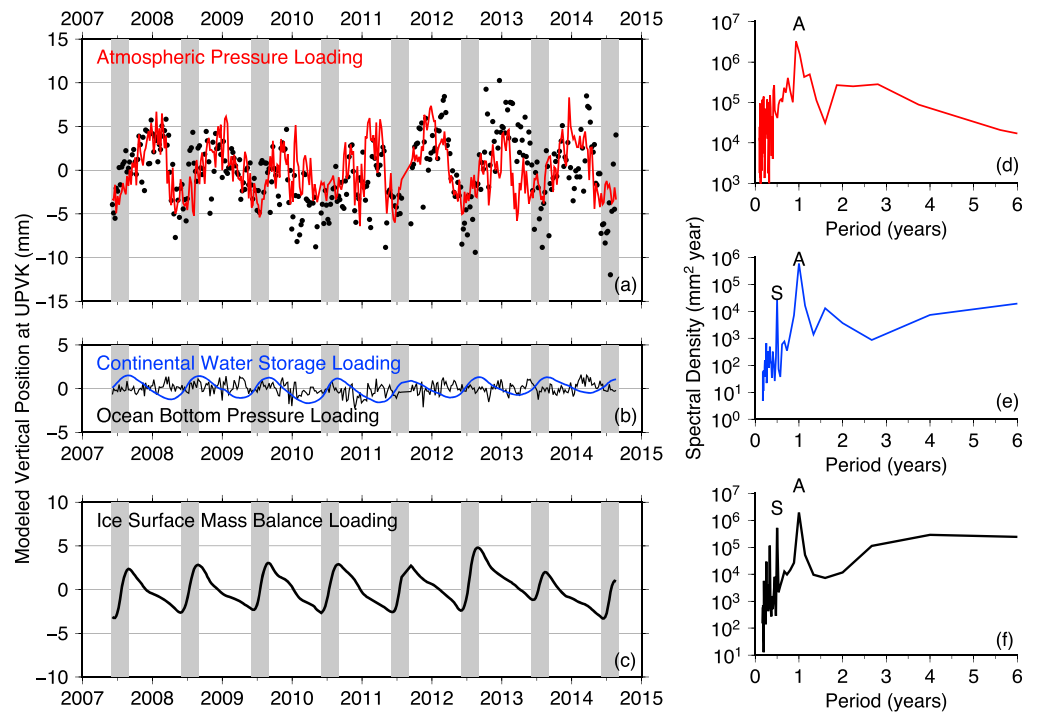 2007 2008 2009 2010 2011 2012 2013 2014 2015
15
10
5
0
−5
−10
−15
Atmospheric Pressure Loading
(a)
Modeled Vertical Position at UPVK (mm)
5
0
−5
Continental Water Storage Loading
Ocean Bottom Pressure Loading
(b)
2007 2008 2009 2010 2011 2012 2013 2014 2015
10
5
0
−5
−10
Ice Surface Mass Balance Loading
(c)
2007 2008 2009 2010 2011 2012 2013 2014 2015
Spectral Density (mm² year)
10⁷
10⁶
10⁵
10⁴
10³
A
(d)
0 1 2 3 4 5 6
Period (years)
10⁶
10⁵
10⁴
10³
10²
10¹
10⁰
A
S
(e)
0 1 2 3 4 5 6
Period (years)
10⁷
10⁶
10⁵
10⁴
10³
10²
10¹
A
S
(f)
0 1 2 3 4 5 6
Period (years)